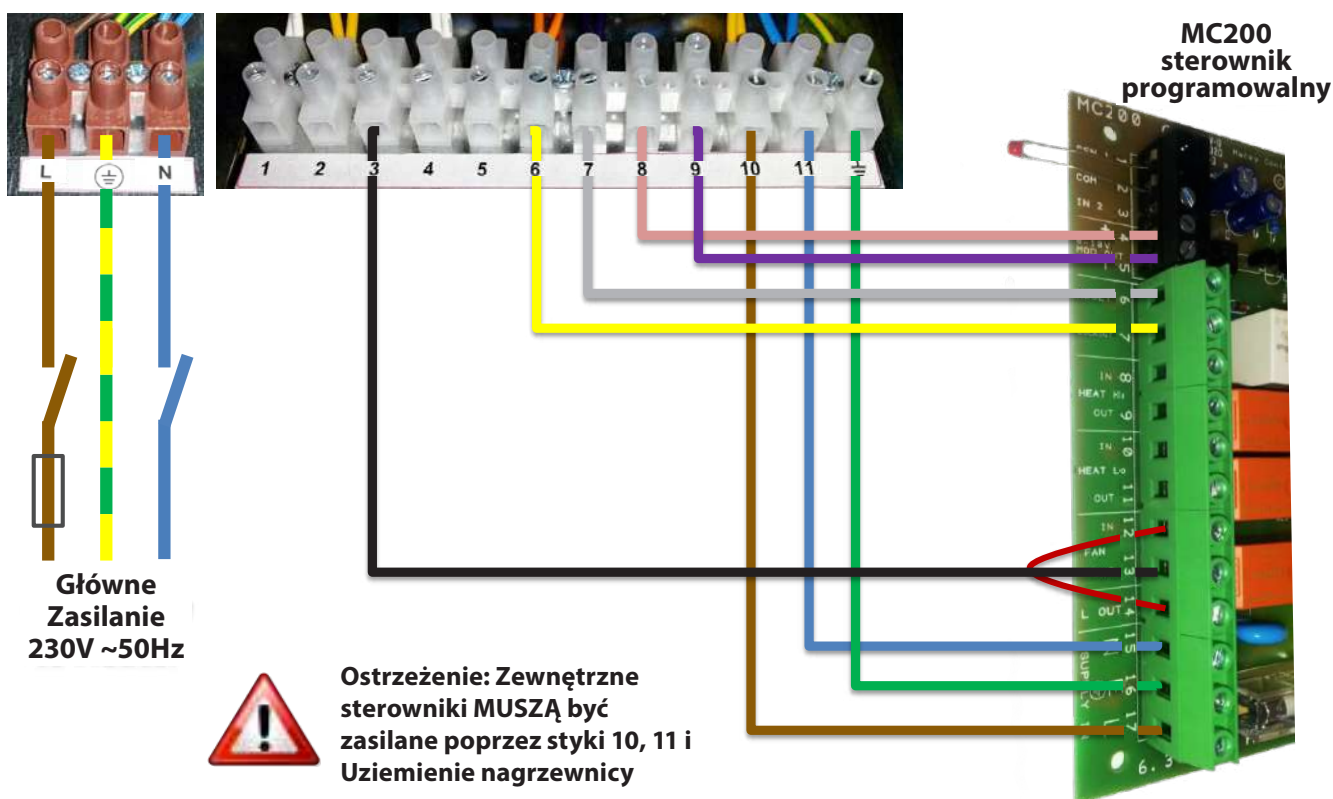 MC200
sterownik
programowalny
L
N
1 2 3 4 5 6 7 8 9 10 11
MC200
1
COM 2
IN 2 3
4
MOD OUT 5
6
7
IN 8
HEAT Hi
OUT 9
IN 10
HEAT Lo
OUT 11
IN 12
FAN 13
L OUT 14
15
SUPPLY 16
17
6.3
Główne
Zasilanie
230V ~50Hz
Ostrzeżenie: Zewnętrzne
sterowniki MUSZĄ być
zasilane poprzez styki 10, 11 i
Uziemienie nagrzewnicy